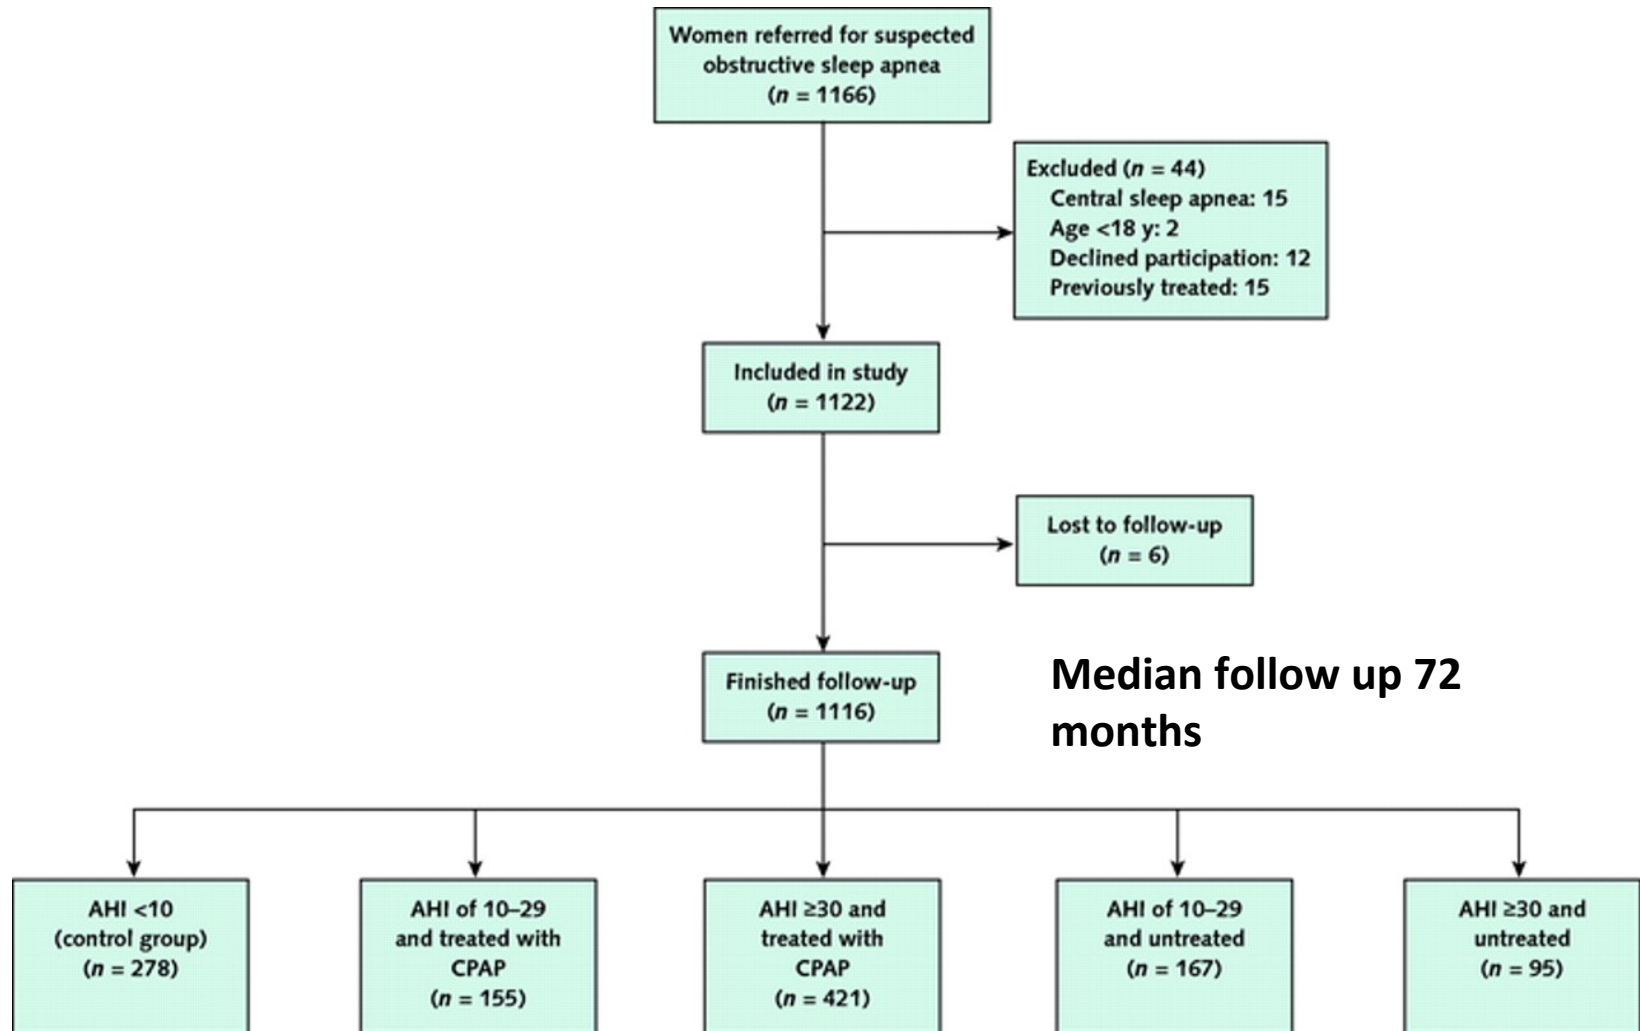 Women referred for suspected
obstructive sleep apnea
(n = 1166)
Excluded (n = 44)
Central sleep apnea: 15
Age <18 y: 2
Declined participation: 12
Previously treated: 15
Included in study
(n = 1122)
Lost to follow-up
(n = 6)
Finished follow-up
(n = 1116)
Median follow up 72
months
AHI <10
(control group)
(n = 278)
AHI of 10–29
and treated with
CPAP
(n = 155)
AHI ≥30 and
treated with
CPAP
(n = 421)
AHI of 10–29
and untreated
(n = 167)
AHI ≥30 and
untreated
(n = 95)